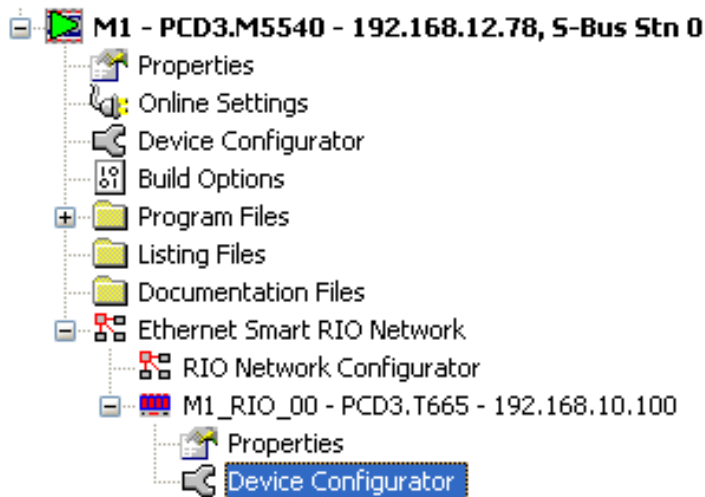 M1 - PCD3.M5540 - 192.168.12.78, S-Bus Stn 0
Properties
Online Settings
Device Configurator
Build Options
Program Files
Listing Files
Documentation Files
Ethernet Smart RIO Network
RIO Network Configurator
M1_RIO_00 - PCD3.T665 - 192.168.10.100
Properties
Device Configurator